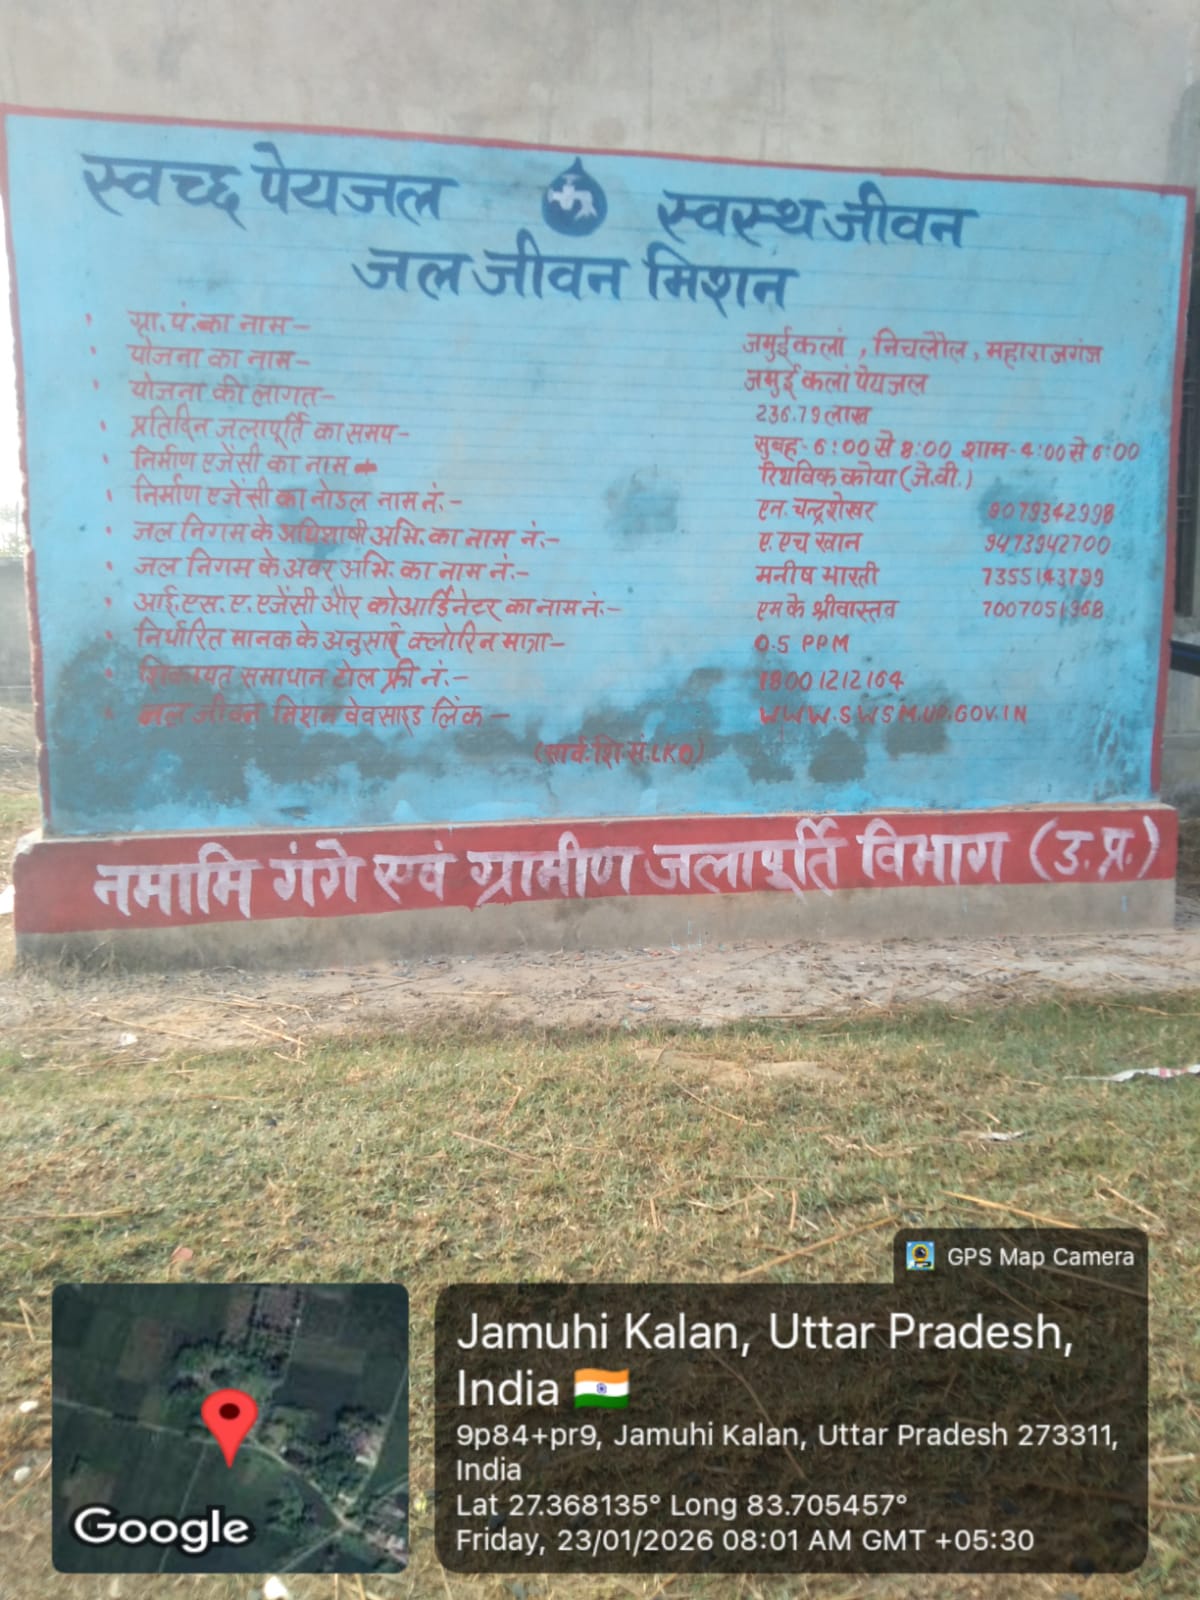 स्वच्छ पेयजल स्वस्थ जीवन
जल जीवन मिशन
ग्रा. पं. का नाम- जमुई कलां , निचलौल , महाराजगंज
योजना का नाम- जमुई कलां पेयजल
योजना की लागत- 236.79 लाख
प्रतिदिन जलापूर्ति का समय- सुबह- 6:00 से 8:00 शाम- 4:00 से 6:00
निर्माण एजेंसी का नाम - कोया (जे.वी.)
निर्माण एजेंसी का नोडल नाम नं.- एन. चन्द्रशेखर 8079342998
जल निगम के अधिशाषी अभि. का नाम नं.- ए. एच खान 9473942700
जल निगम के अवर अभि. का नाम नं.- मनीष भारती 7355143799
आई.एस.ए. एजेंसी और कोआर्डिनेटर का नाम नं:- एम के श्रीवास्तव 7007051368
निर्धारित मानक के अनुसार क्लोरिन मात्रा- 0.5 PPM
शिकायत समाधान टोल फ्री नं.- 18001212164
जल जीवन मिशन वेवसाइड लिंक - WWW.SWSM.UP.GOV.IN
नमामि गंगे एवं ग्रामीण जलापूर्ति विभाग (उ.प्र.)
GPS Map Camera
Jamuhi Kalan, Uttar Pradesh,
India
9p84+pr9, Jamuhi Kalan, Uttar Pradesh 273311,
India
Lat 27.368135° Long 83.705457°
Friday, 23/01/2026 08:01 AM GMT +05:30
Google